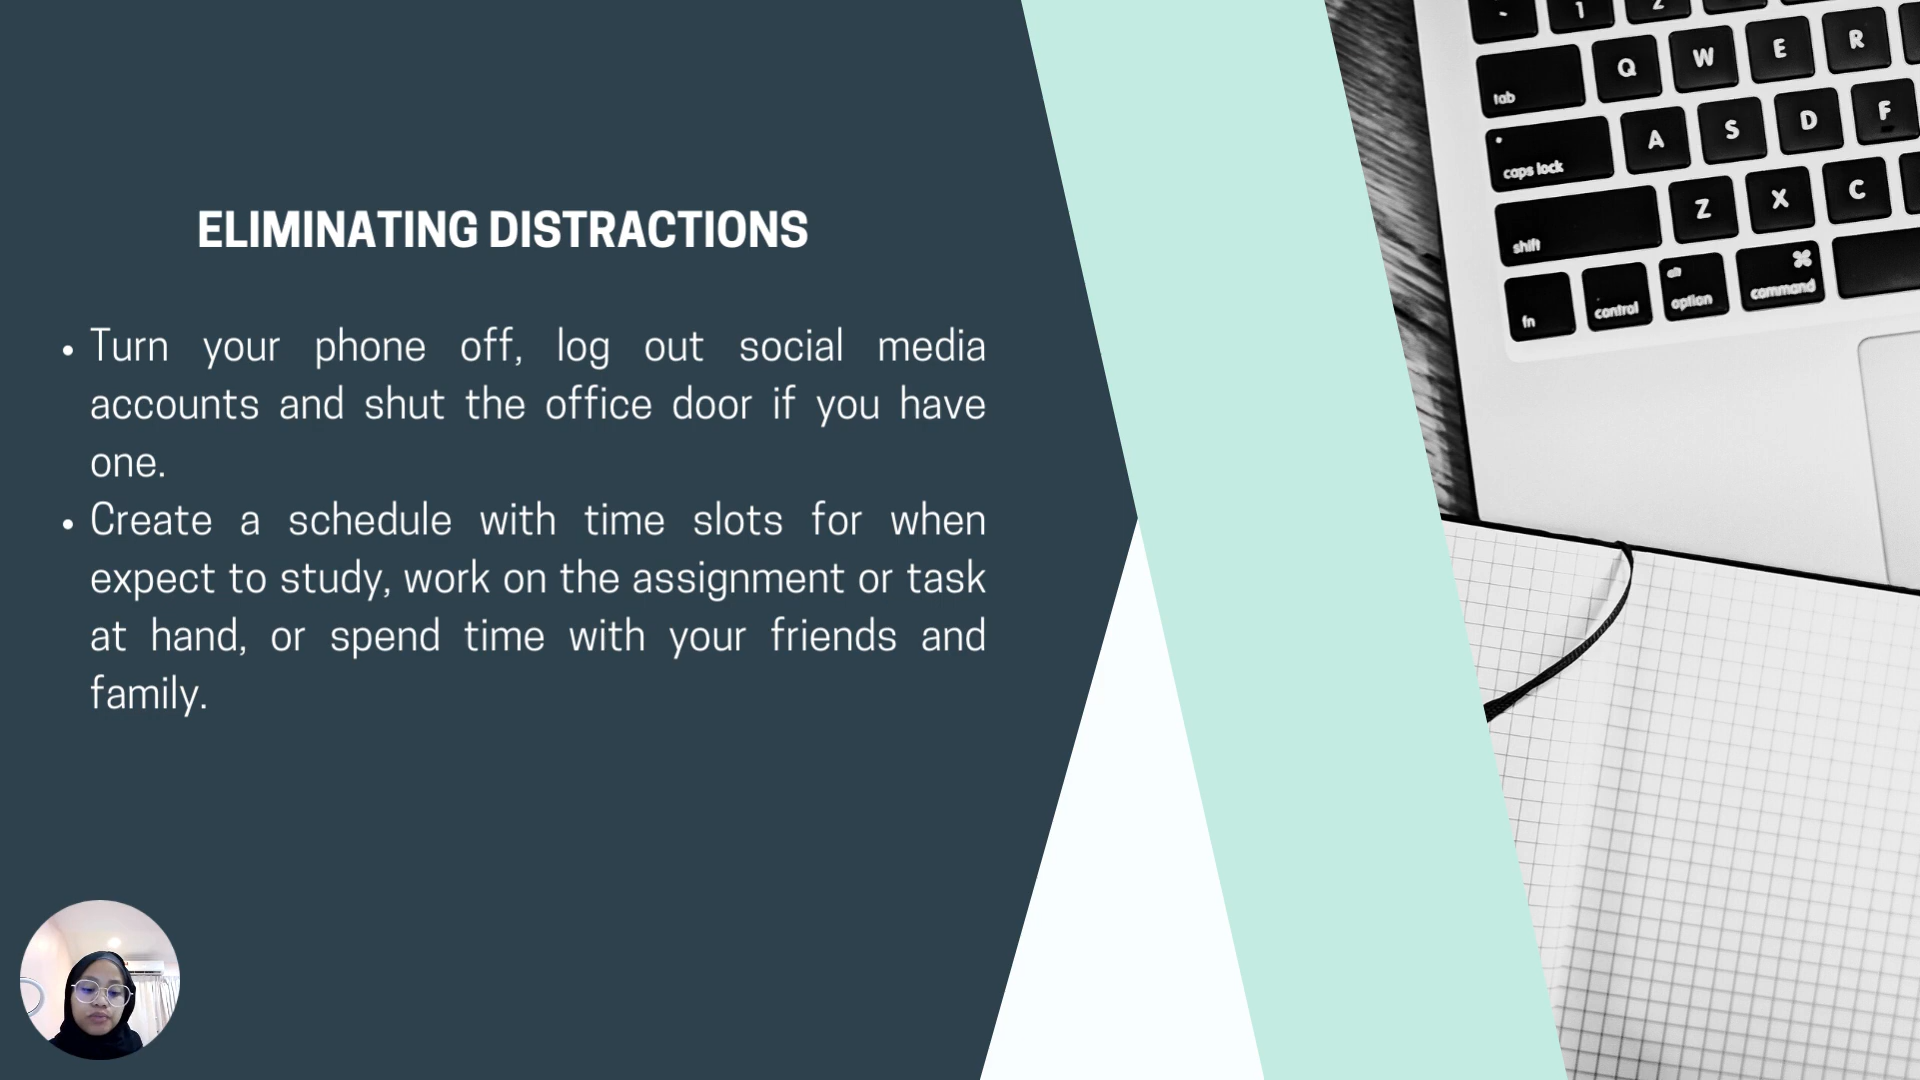 ELIMINATING DISTRACTIONS
• Turn your phone off, log out social media
accounts and shut the office door if you have
one.
• Create a schedule with time slots for when
expect to study, work on the assignment or task
at hand, or spend time with your friends and
family.
~ 1 2
tab Q W E R
caps lock A S D F
shift Z X C
fn control alt option ⌘ command